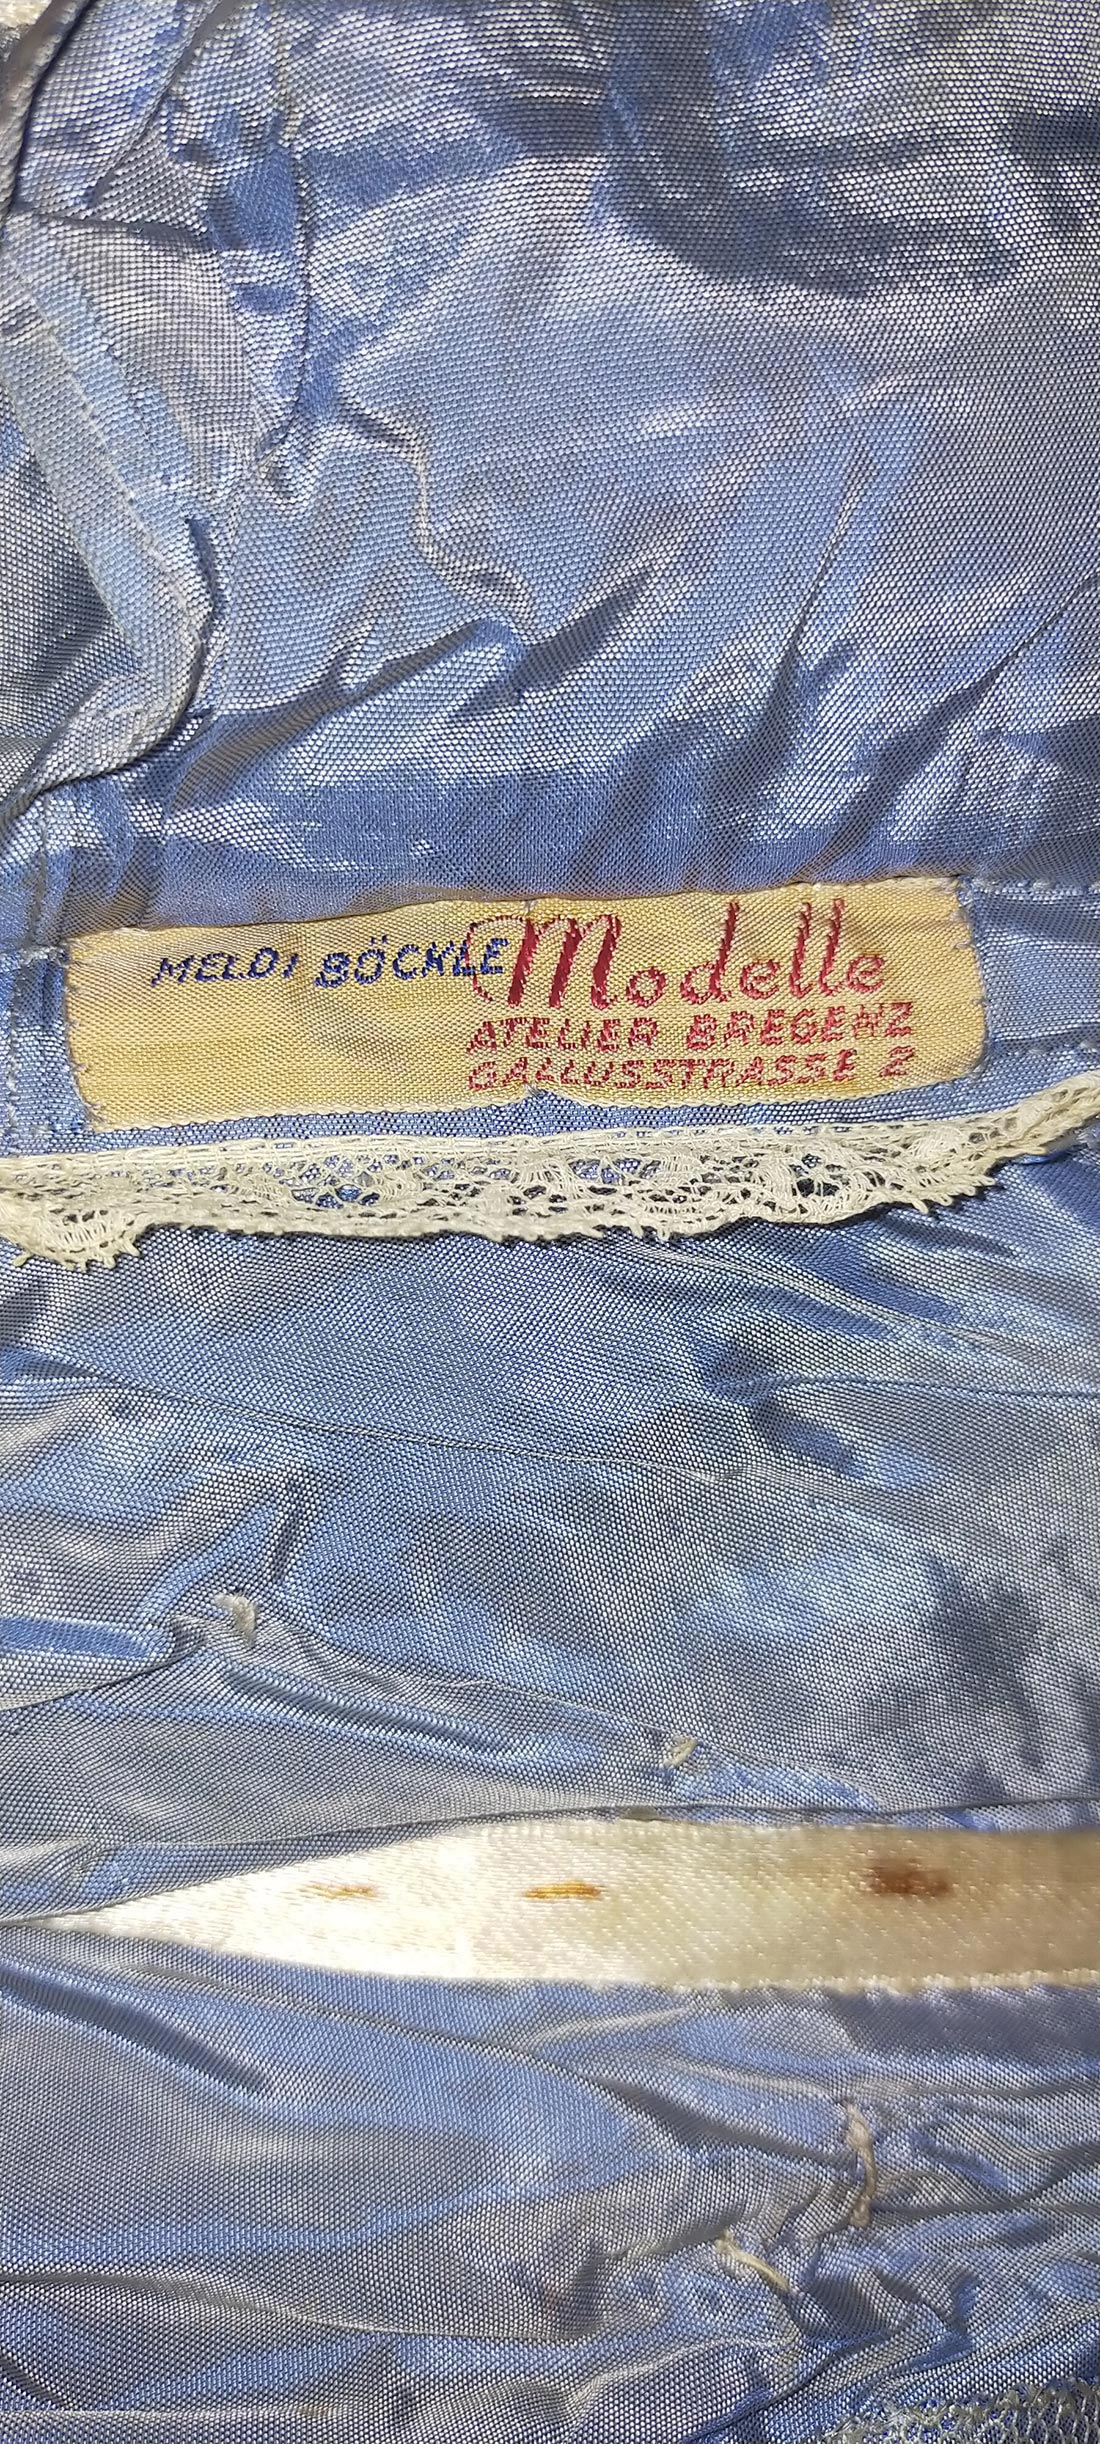 MELDI BÖCKLE Modelle
ATELIER BREGENZ
GALLUSSTRASSE 2